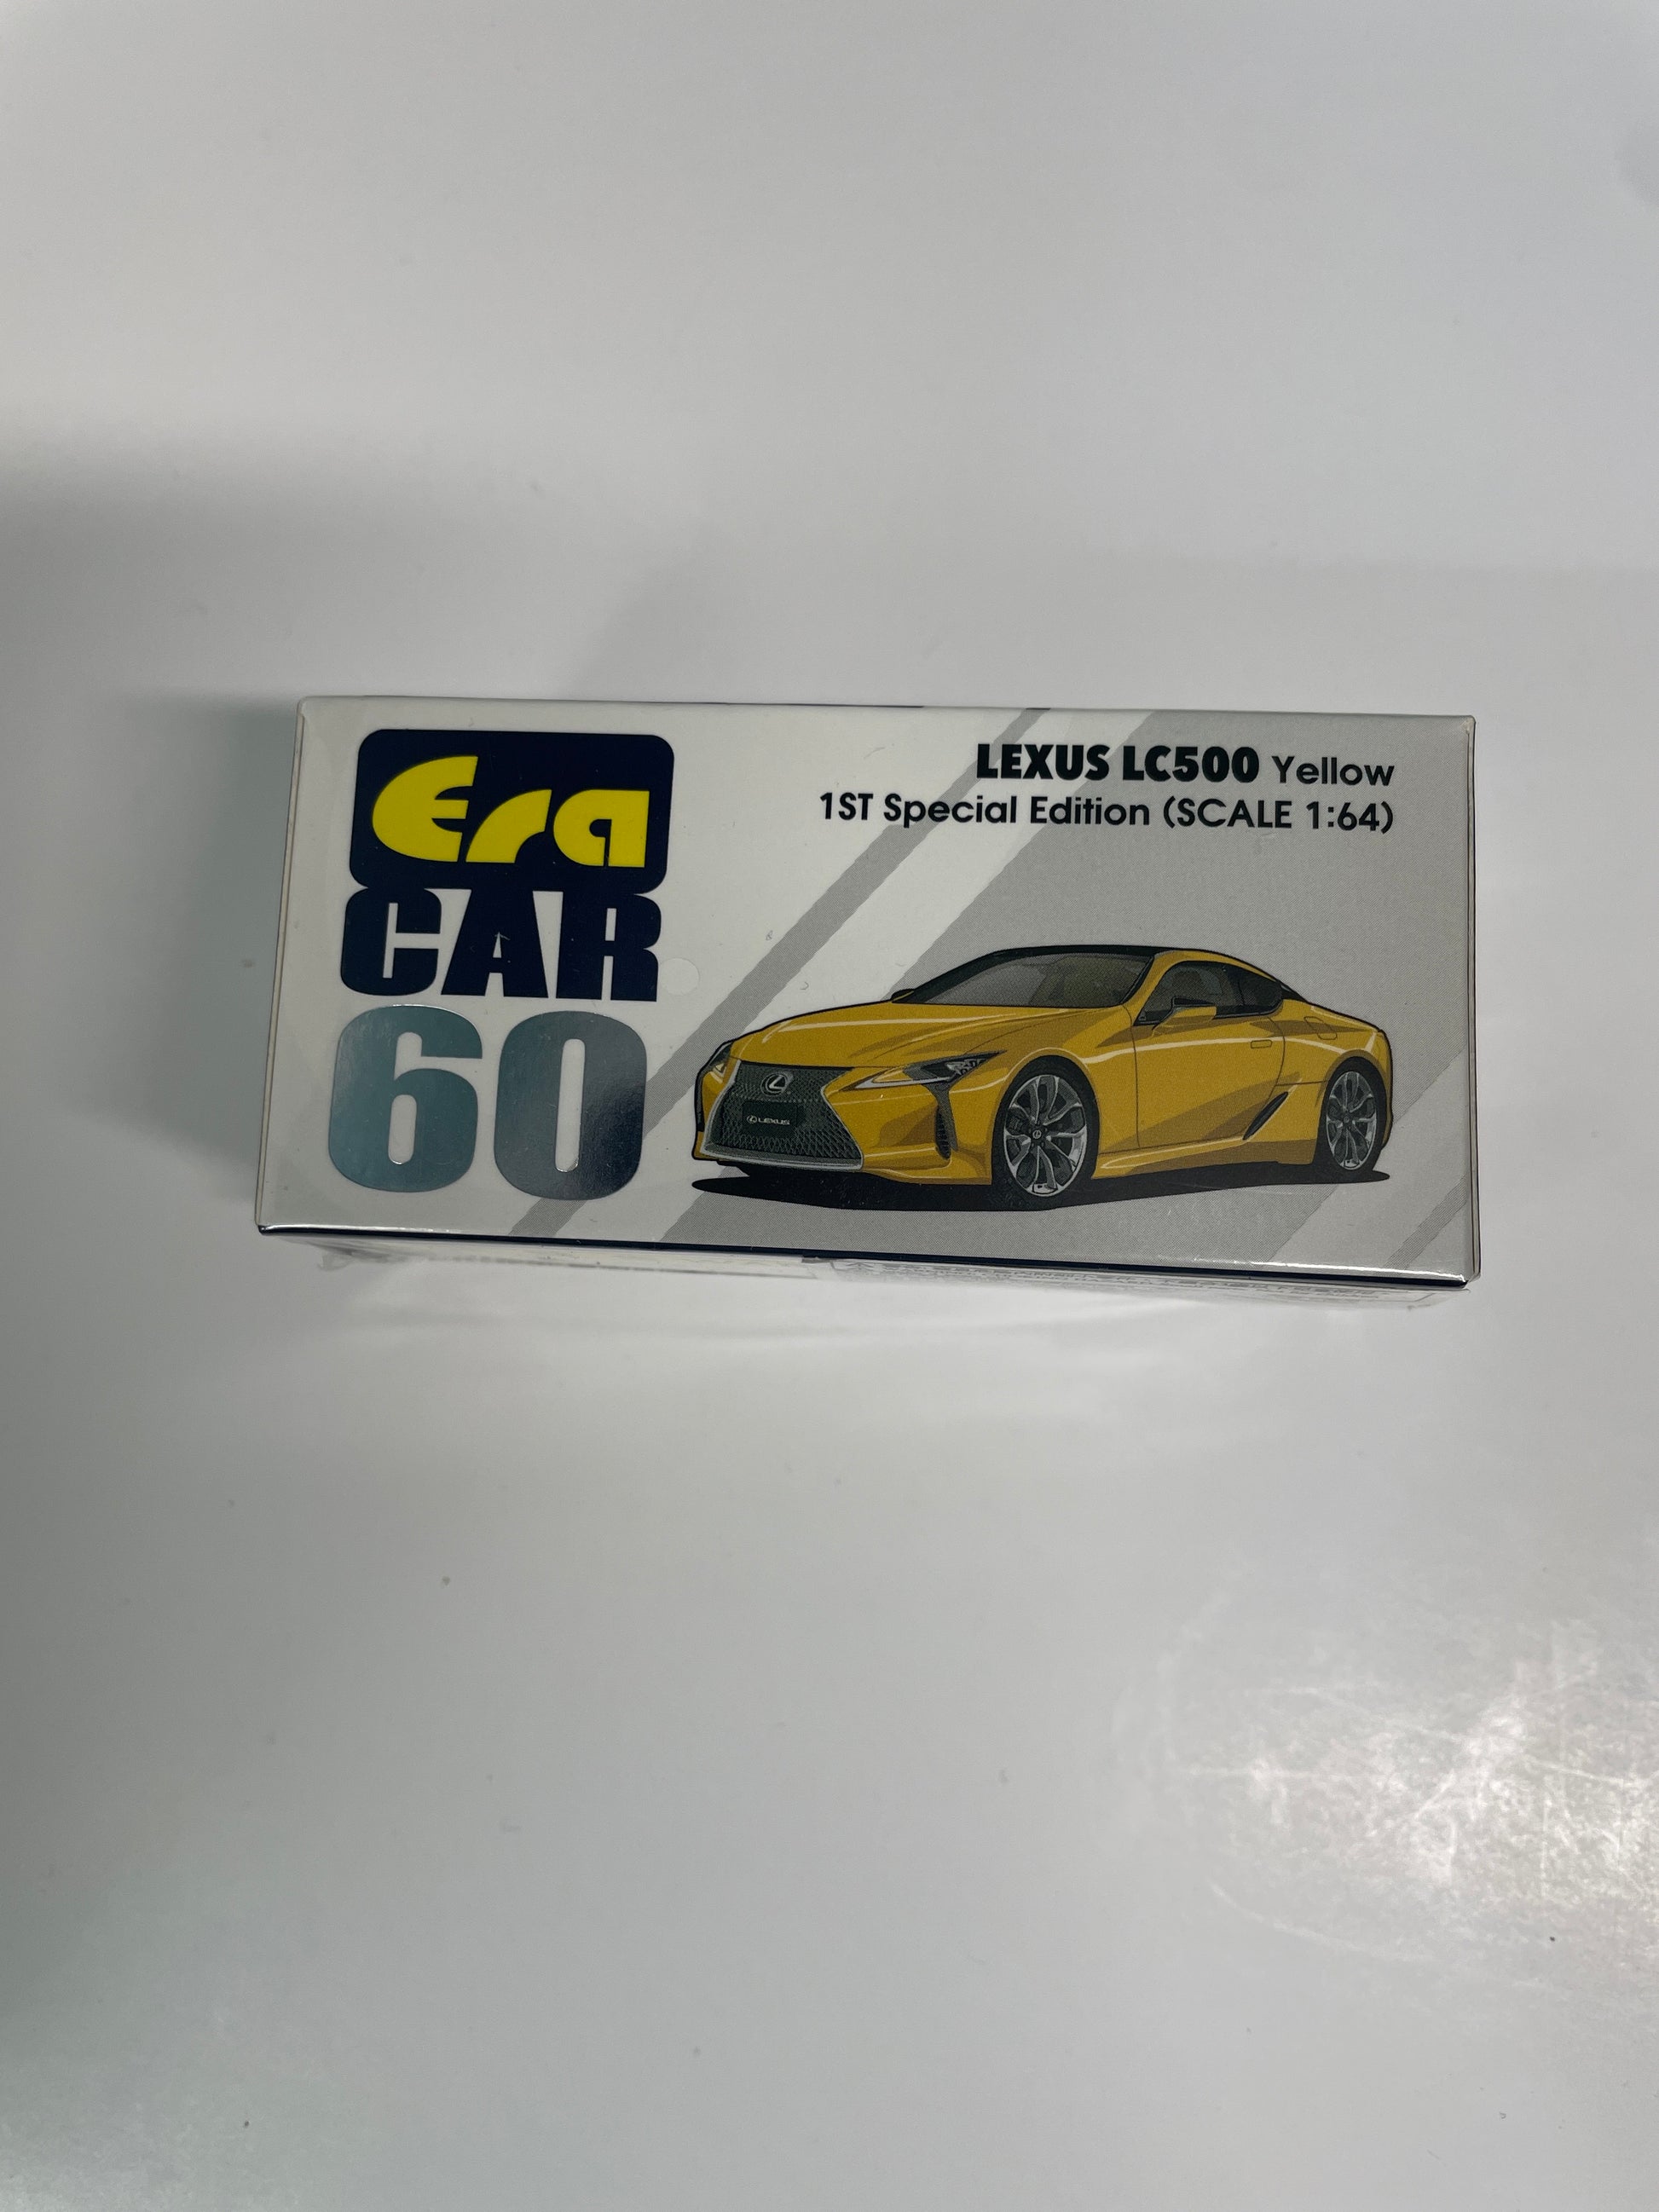 Era
CAR
60
LEXUS LC500 Yellow
1ST Special Edition (SCALE 1:64)
LEXUS